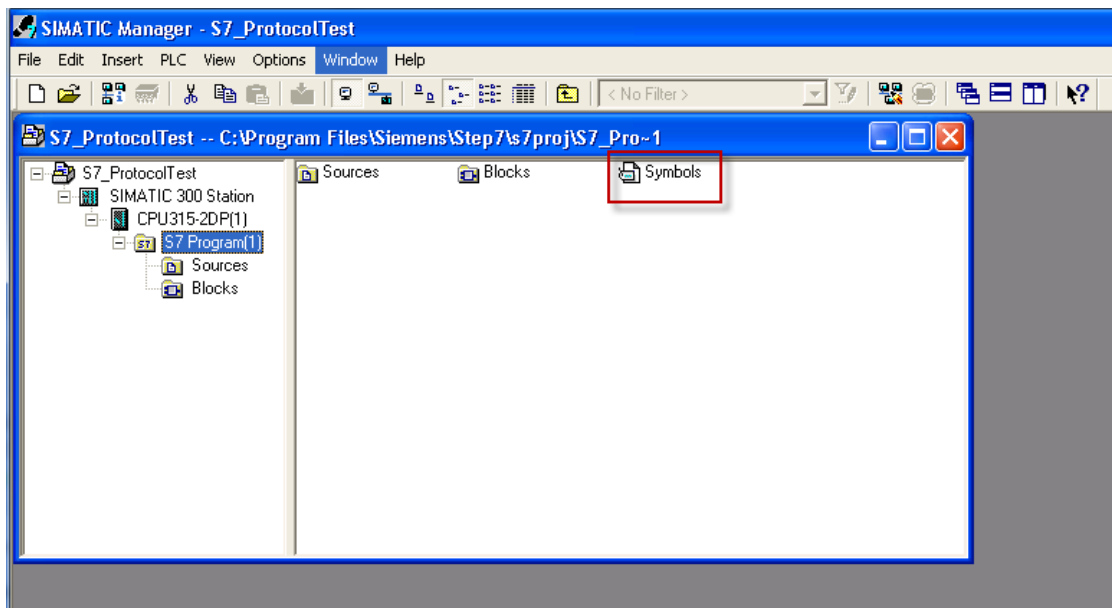 SIMATIC Manager - S7_ProtocolTest
File Edit Insert PLC View Options Window Help
< No Filter >
S7_ProtocolTest -- C:\Program Files\Siemens\Step7\s7proj\S7_Pro~1
S7_ProtocolTest
SIMATIC 300 Station
CPU315-2DP(1)
S7 Program(1)
Sources
Blocks
Sources Blocks Symbols